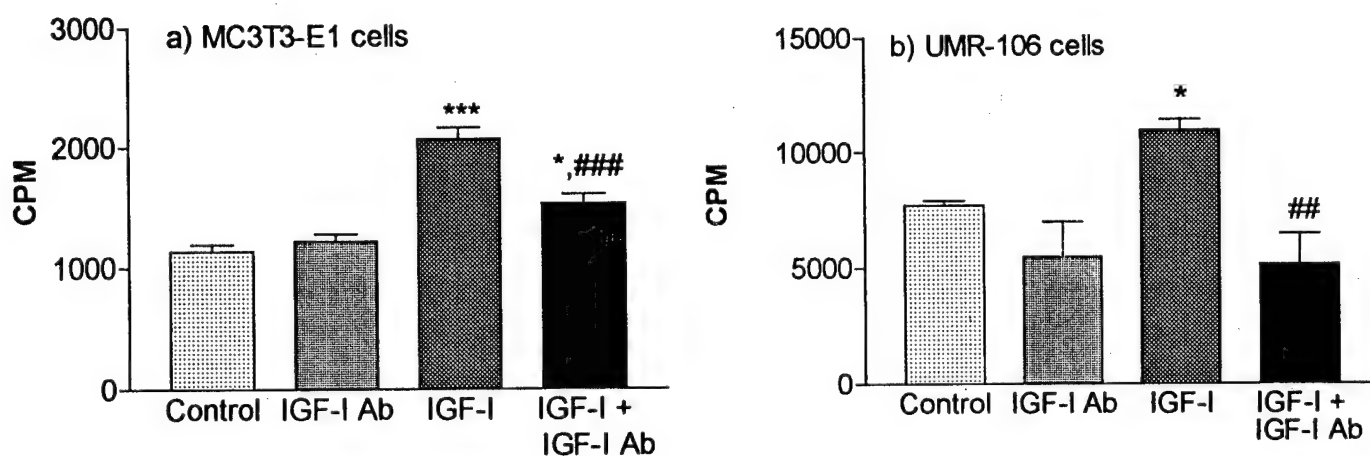 a) MC3T3-E1 cells
3000
2000
1000
0
CPM
***
*,###
Control
IGF-I Ab
IGF-I
IGF-I +
IGF-I Ab
b) UMR-106 cells
15000
10000
5000
0
CPM
*
##
Control
IGF-I Ab
IGF-I
IGF-I +
IGF-I Ab